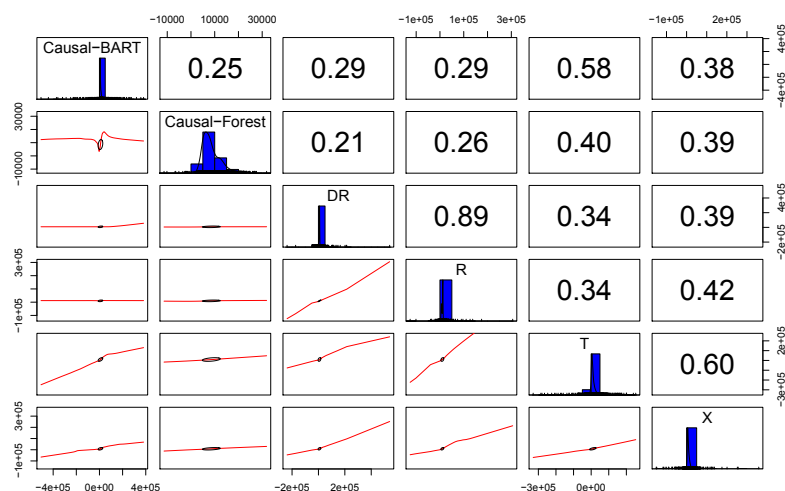 -10000 10000 30000 -1e+05 1e+05 3e+05 -1e+05 2e+05
Causal-BART 0.25 0.29 0.29 0.58 0.38 -4e+05 4e+05
-10000 30000 Causal-Forest 0.21 0.26 0.40 0.39
DR 0.89 0.34 0.39 -2e+05 4e+05
-1e+05 3e+05 R 0.34 0.42
T 0.60 -3e+05 2e+05
-1e+05 3e+05 X
-4e+05 0e+00 4e+05 -2e+05 2e+05 -3e+05 0e+00